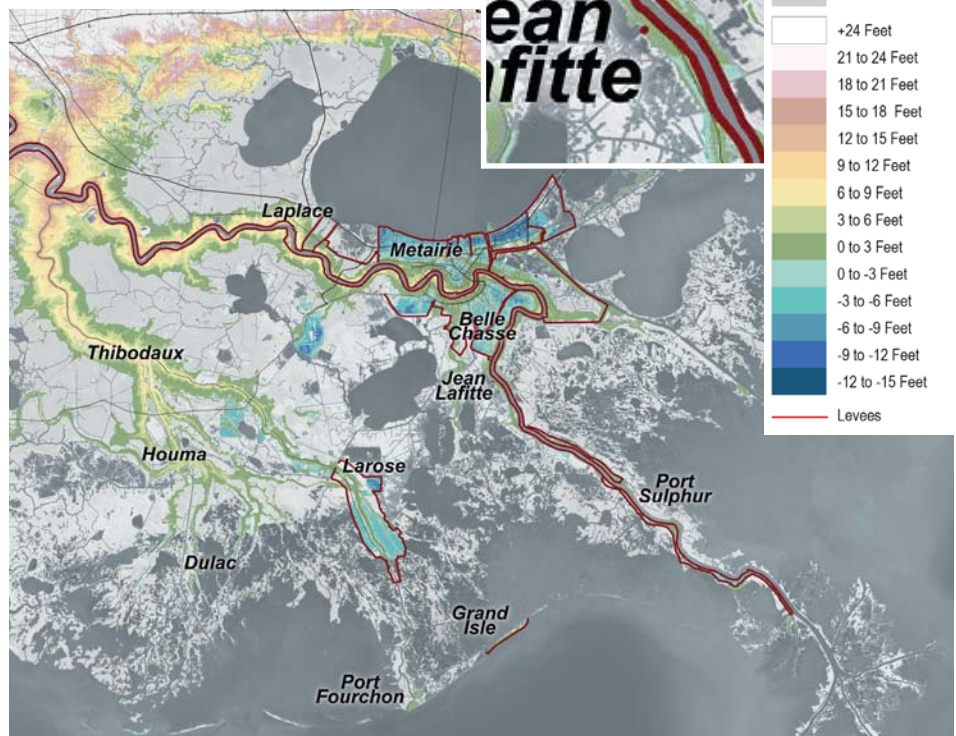 ean
afitte
+24 Feet
21 to 24 Feet
18 to 21 Feet
15 to 18 Feet
12 to 15 Feet
9 to 12 Feet
6 to 9 Feet
3 to 6 Feet
0 to 3 Feet
0 to -3 Feet
-3 to -6 Feet
-6 to -9 Feet
-9 to -12 Feet
-12 to -15 Feet
Levees
Laplace
Metairie
Belle
Chasse
Thibodaux
Jean
Lafitte
Houma
Larose
Port
Sulphur
Dulac
Grand
Isle
Port
Fourchon